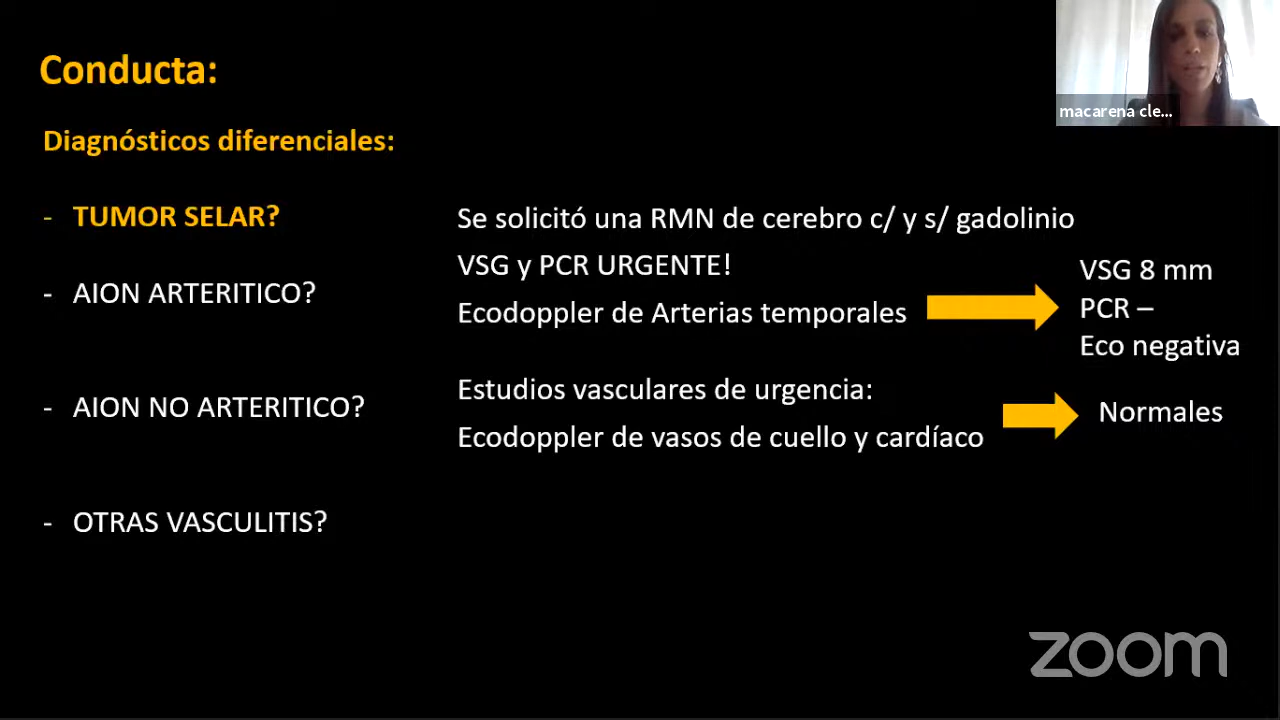 Conducta:
macarena cle...
Diagnósticos diferenciales:
- TUMOR SELAR?
Se solicitó una RMN de cerebro c/ y s/ gadolinio
VSG y PCR URGENTE!
- AION ARTERITICO?
Ecodoppler de Arterias temporales
VSG 8 mm
PCR –
Eco negativa
- AION NO ARTERITICO?
Estudios vasculares de urgencia:
Ecodoppler de vasos de cuello y cardíaco
Normales
- OTRAS VASCULITIS?
zoom